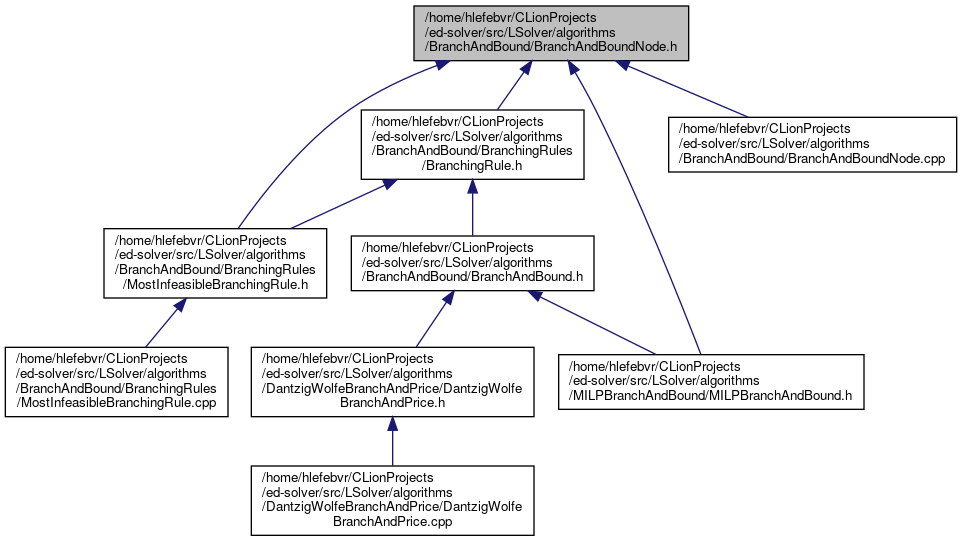 /home/hlefebvr/CLionProjects
/ed-solver/src/LSolver/algorithms
/BranchAndBound/BranchAndBoundNode.h
/home/hlefebvr/CLionProjects
/ed-solver/src/LSolver/algorithms
/BranchAndBound/BranchingRules
/BranchingRule.h
/home/hlefebvr/CLionProjects
/ed-solver/src/LSolver/algorithms
/BranchAndBound/BranchAndBoundNode.cpp
/home/hlefebvr/CLionProjects
/ed-solver/src/LSolver/algorithms
/BranchAndBound/BranchingRules
/MostInfeasibleBranchingRule.h
/home/hlefebvr/CLionProjects
/ed-solver/src/LSolver/algorithms
/BranchAndBound/BranchAndBound.h
/home/hlefebvr/CLionProjects
/ed-solver/src/LSolver/algorithms
/BranchAndBound/BranchingRules
/MostInfeasibleBranchingRule.cpp
/home/hlefebvr/CLionProjects
/ed-solver/src/LSolver/algorithms
/DantzigWolfeBranchAndPrice/DantzigWolfe
BranchAndPrice.h
/home/hlefebvr/CLionProjects
/ed-solver/src/LSolver/algorithms
/MILPBranchAndBound/MILPBranchAndBound.h
/home/hlefebvr/CLionProjects
/ed-solver/src/LSolver/algorithms
/DantzigWolfeBranchAndPrice/DantzigWolfe
BranchAndPrice.cpp